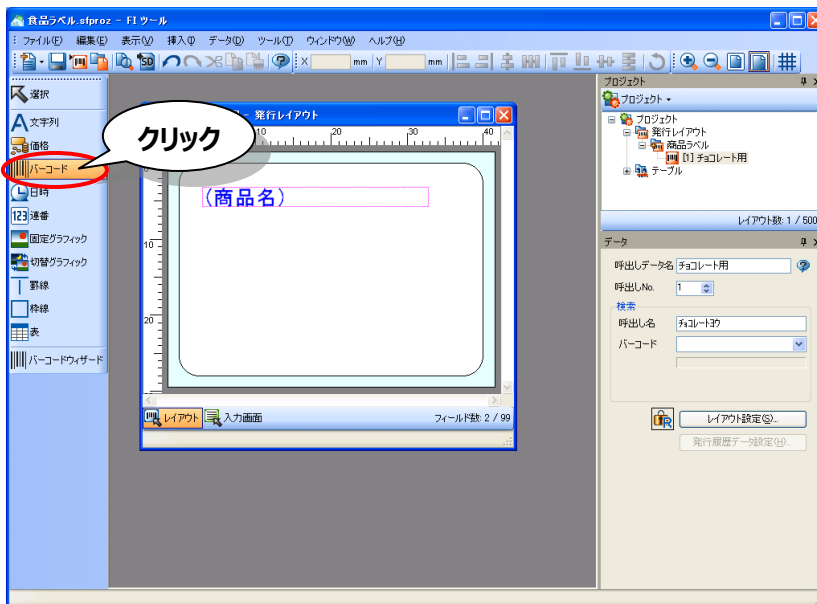 食品ラベル.sfproz - FI ツール
ファイル(F) 編集(E) 表示(V) 挿入(I) データ(D) ツール(T) ウィンドウ(W) ヘルプ(H)
X mm Y mm
選択
文字列
価格
バーコード
日時
連番
固定グラフィック
切替グラフィック
罫線
枠線
表
バーコードウィザード
クリック
- 発行レイアウト
10 20 30 40
(商品名)
10
20
レイアウト 入力画面 フィールド数: 2 / 99
プロジェクト
プロジェクト
プロジェクト
発行レイアウト
商品ラベル
[1] チョコレート用
テーブル
レイアウト数: 1 / 500
データ
呼出しデータ名 チョコレート用
呼出しNo. 1
検索
呼出し名 ﾁｮｺﾚｰﾄﾖｳ
バーコード
レイアウト設定(S)...
発行履歴データ設定(H)...